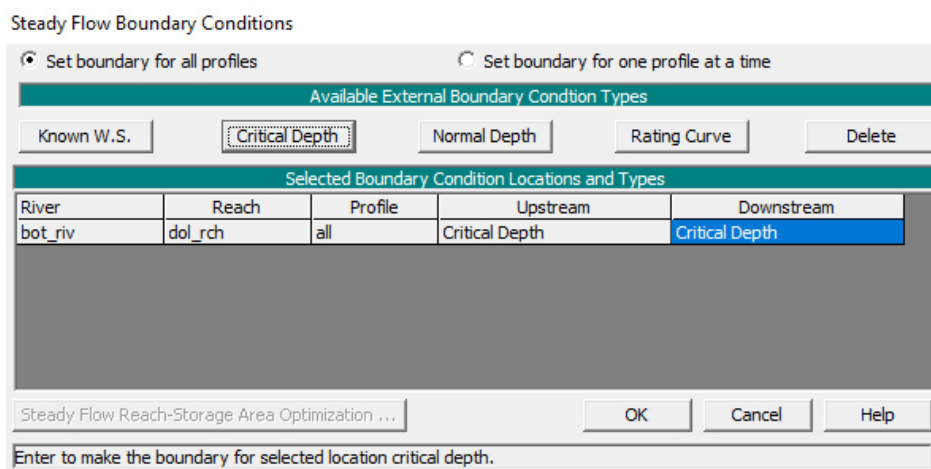 Steady Flow Boundary Conditions
Set boundary for all profiles Set boundary for one profile at a time
Available External Boundary Condtion Types
Known W.S. Critical Depth Normal Depth Rating Curve Delete
Selected Boundary Condition Locations and Types
River Reach Profile Upstream Downstream
bot_riv dol_rch all Critical Depth Critical Depth
Steady Flow Reach-Storage Area Optimization ... OK Cancel Help
Enter to make the boundary for selected location critical depth.